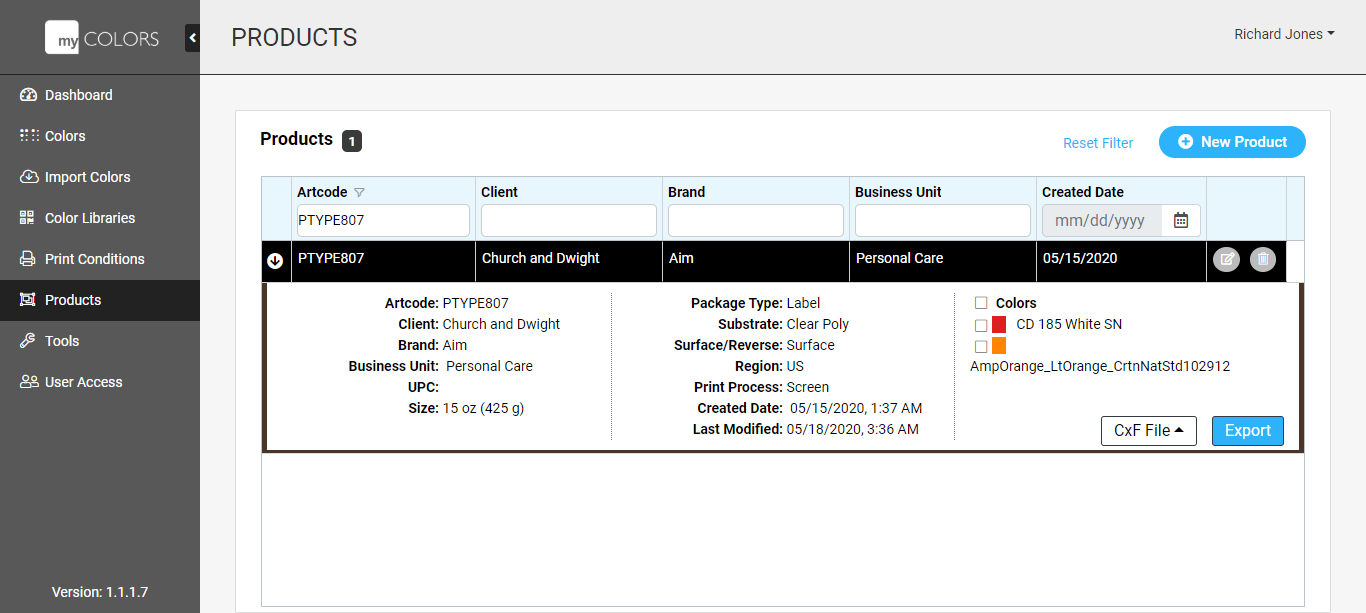 my COLORS
PRODUCTS
Richard Jones
Dashboard
Colors
Import Colors
Color Libraries
Print Conditions
Products
Tools
User Access
Version: 1.1.1.7
Products 1
Reset Filter
New Product
Artcode Client Brand Business Unit Created Date
PTYPE807 mm/dd/yyyy
PTYPE807 Church and Dwight Aim Personal Care 05/15/2020
Artcode: PTYPE807
Client: Church and Dwight
Brand: Aim
Business Unit: Personal Care
UPC:
Size: 15 oz (425 g)
Package Type: Label
Substrate: Clear Poly
Surface/Reverse: Surface
Region: US
Print Process: Screen
Created Date: 05/15/2020, 1:37 AM
Last Modified: 05/18/2020, 3:36 AM
Colors
CD 185 White SN
AmpOrange_LtOrange_CrtnNatStd102912
CxF File
Export